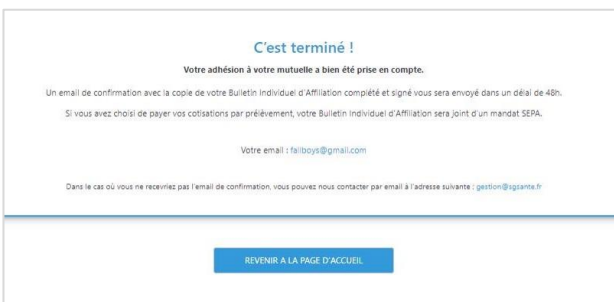 C'est terminé !
Votre adhésion à votre mutuelle a bien été prise en compte.
Un email de confirmation avec la copie de votre Bulletin Individuel d'Affiliation complété et signé vous sera envoyé dans un délai de 48h.
Si vous avez choisi de payer vos cotisations par prélèvement, votre Bulletin Individuel d'Affiliation sera joint d'un mandat SEPA.
Votre email : faliboys@gmail.com
Dans le cas où vous ne recevriez pas l'email de confirmation, vous pouvez nous contacter par email à l'adresse suivante : gestion@sgsante.fr
REVENIR A LA PAGE D'ACCUEIL